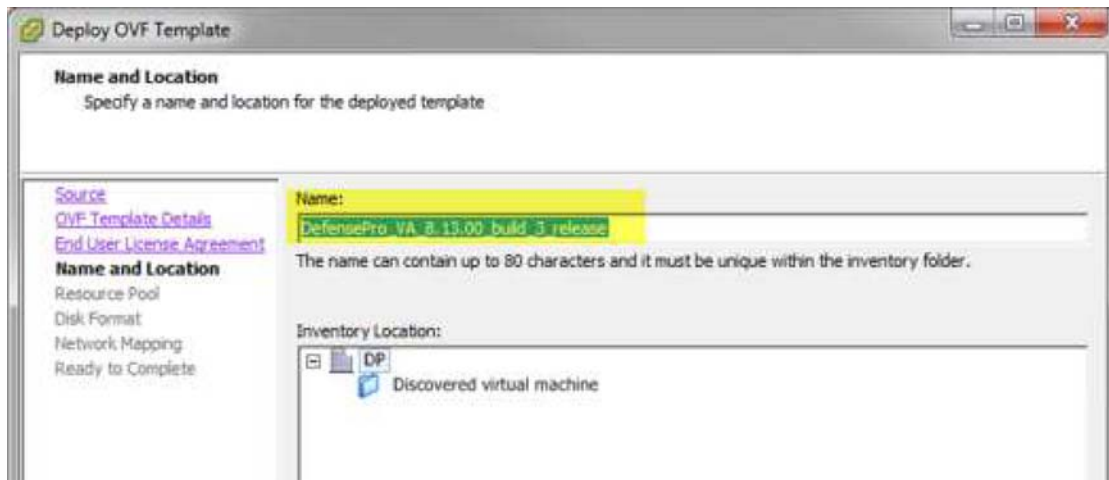 Deploy OVF Template
Name and Location
Specify a name and location for the deployed template
Source
OVF Template Details
End User License Agreement
Name and Location
Resource Pool
Disk Format
Network Mapping
Ready to Complete
Name:
DefensePro_VA_8.13.00_build_3_release
The name can contain up to 80 characters and it must be unique within the inventory folder.
Inventory Location:
DP
Discovered virtual machine